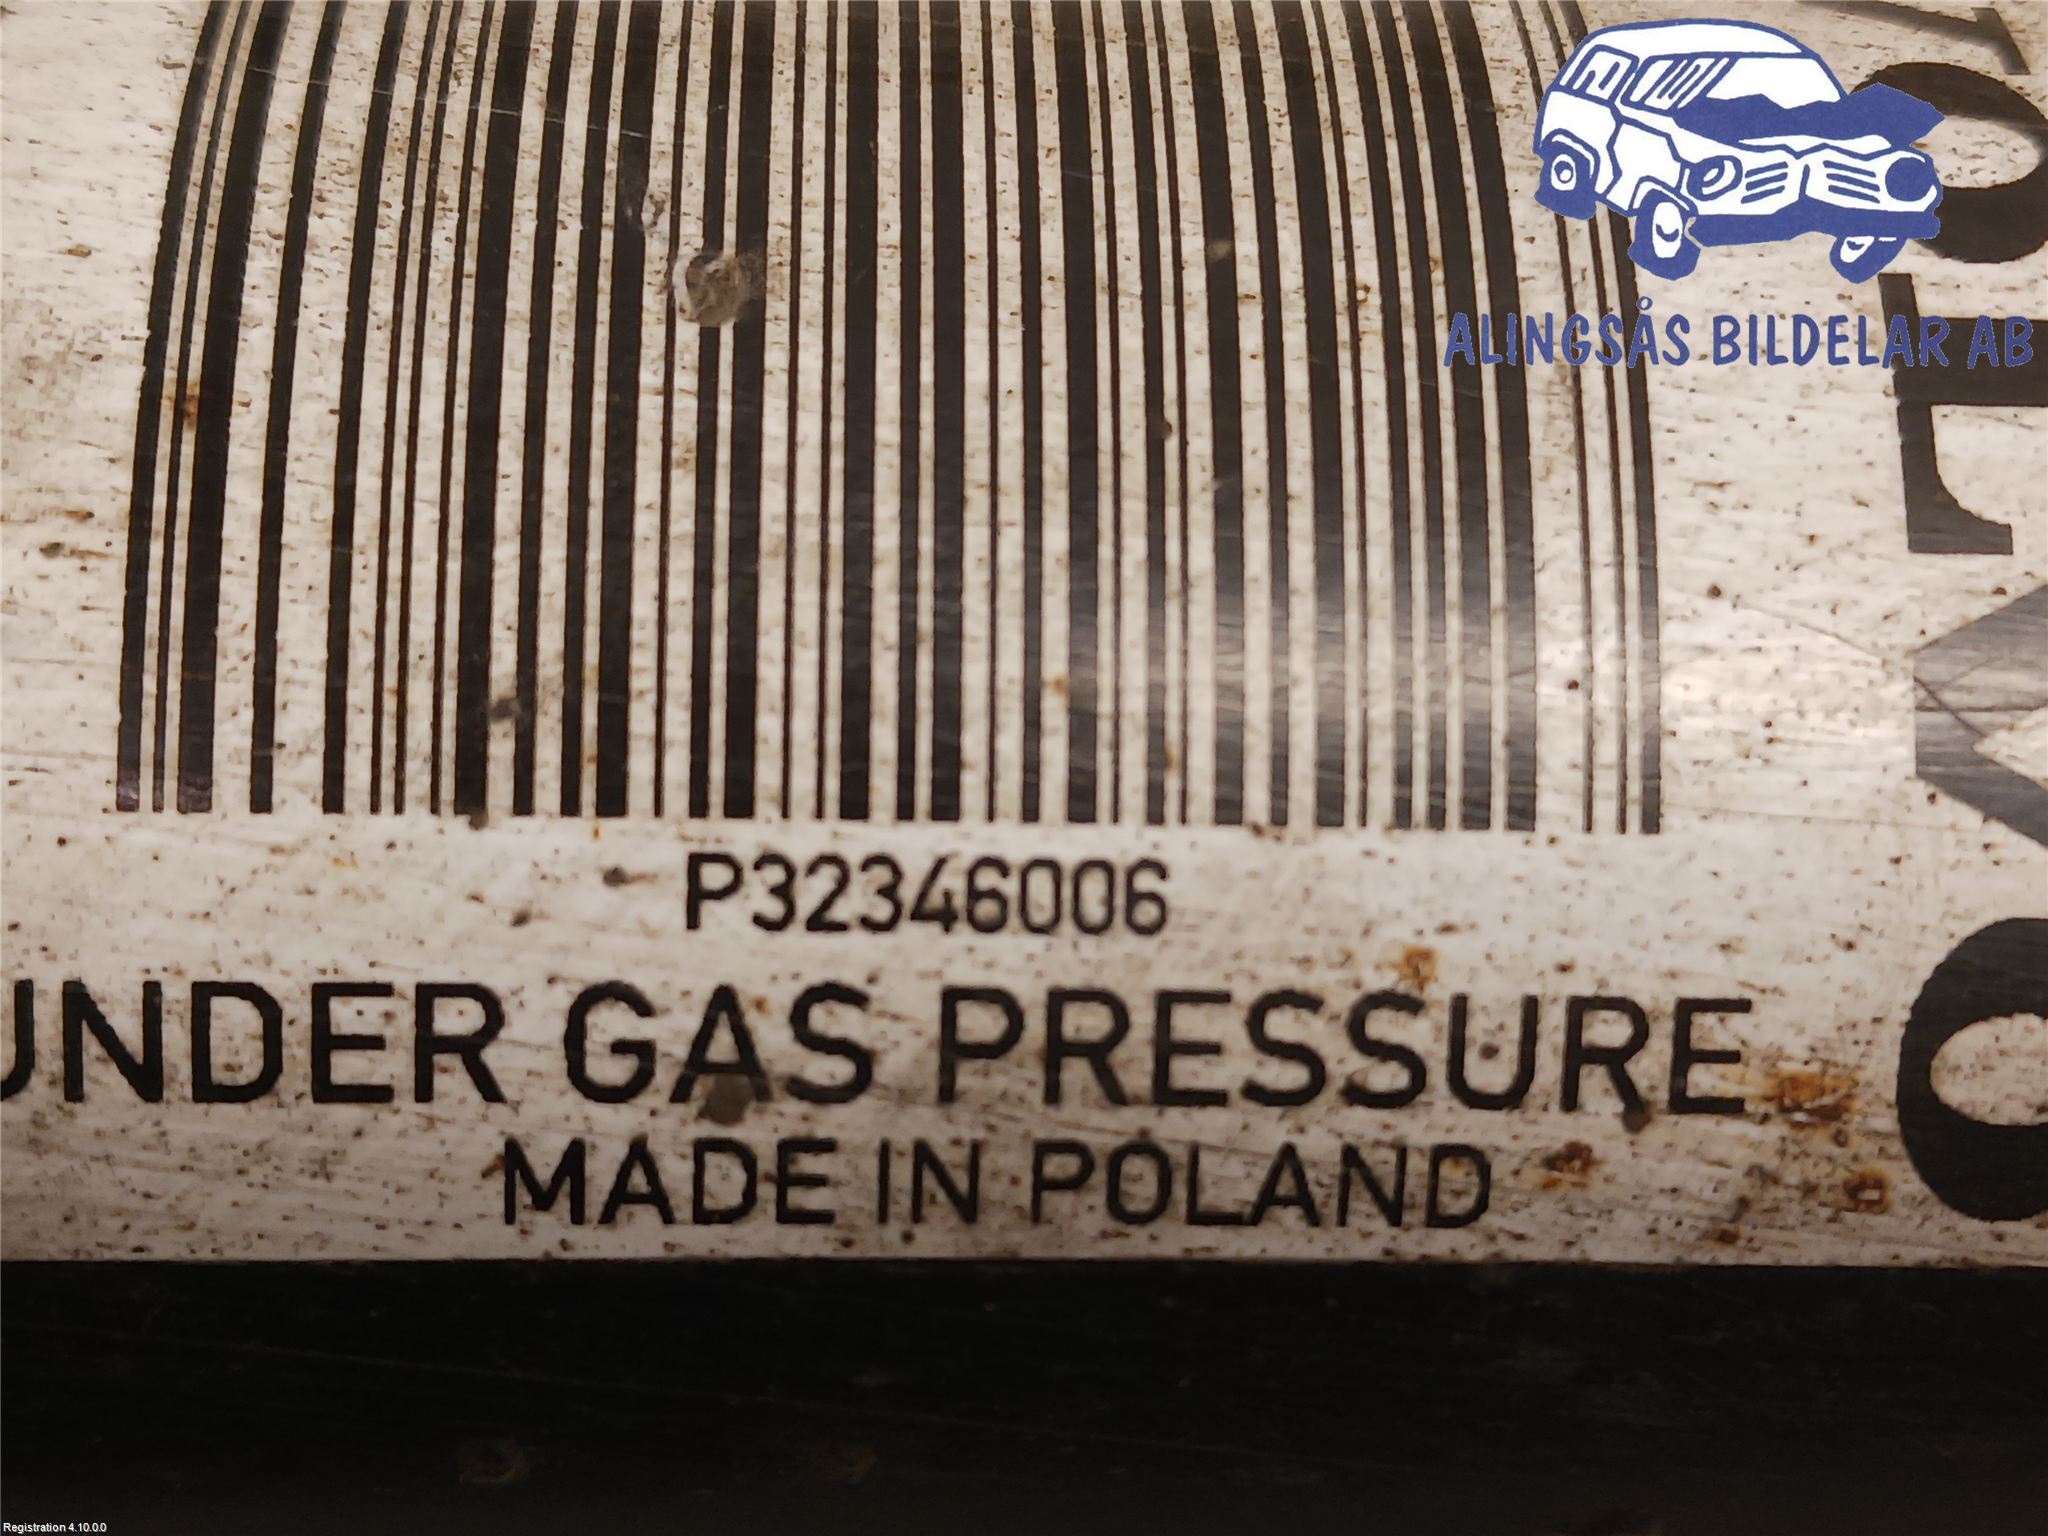 ALINGSÅS BILDELAR AB
P32346006
UNDER GAS PRESSURE
MADE IN POLAND
Registration 4.10.0.0